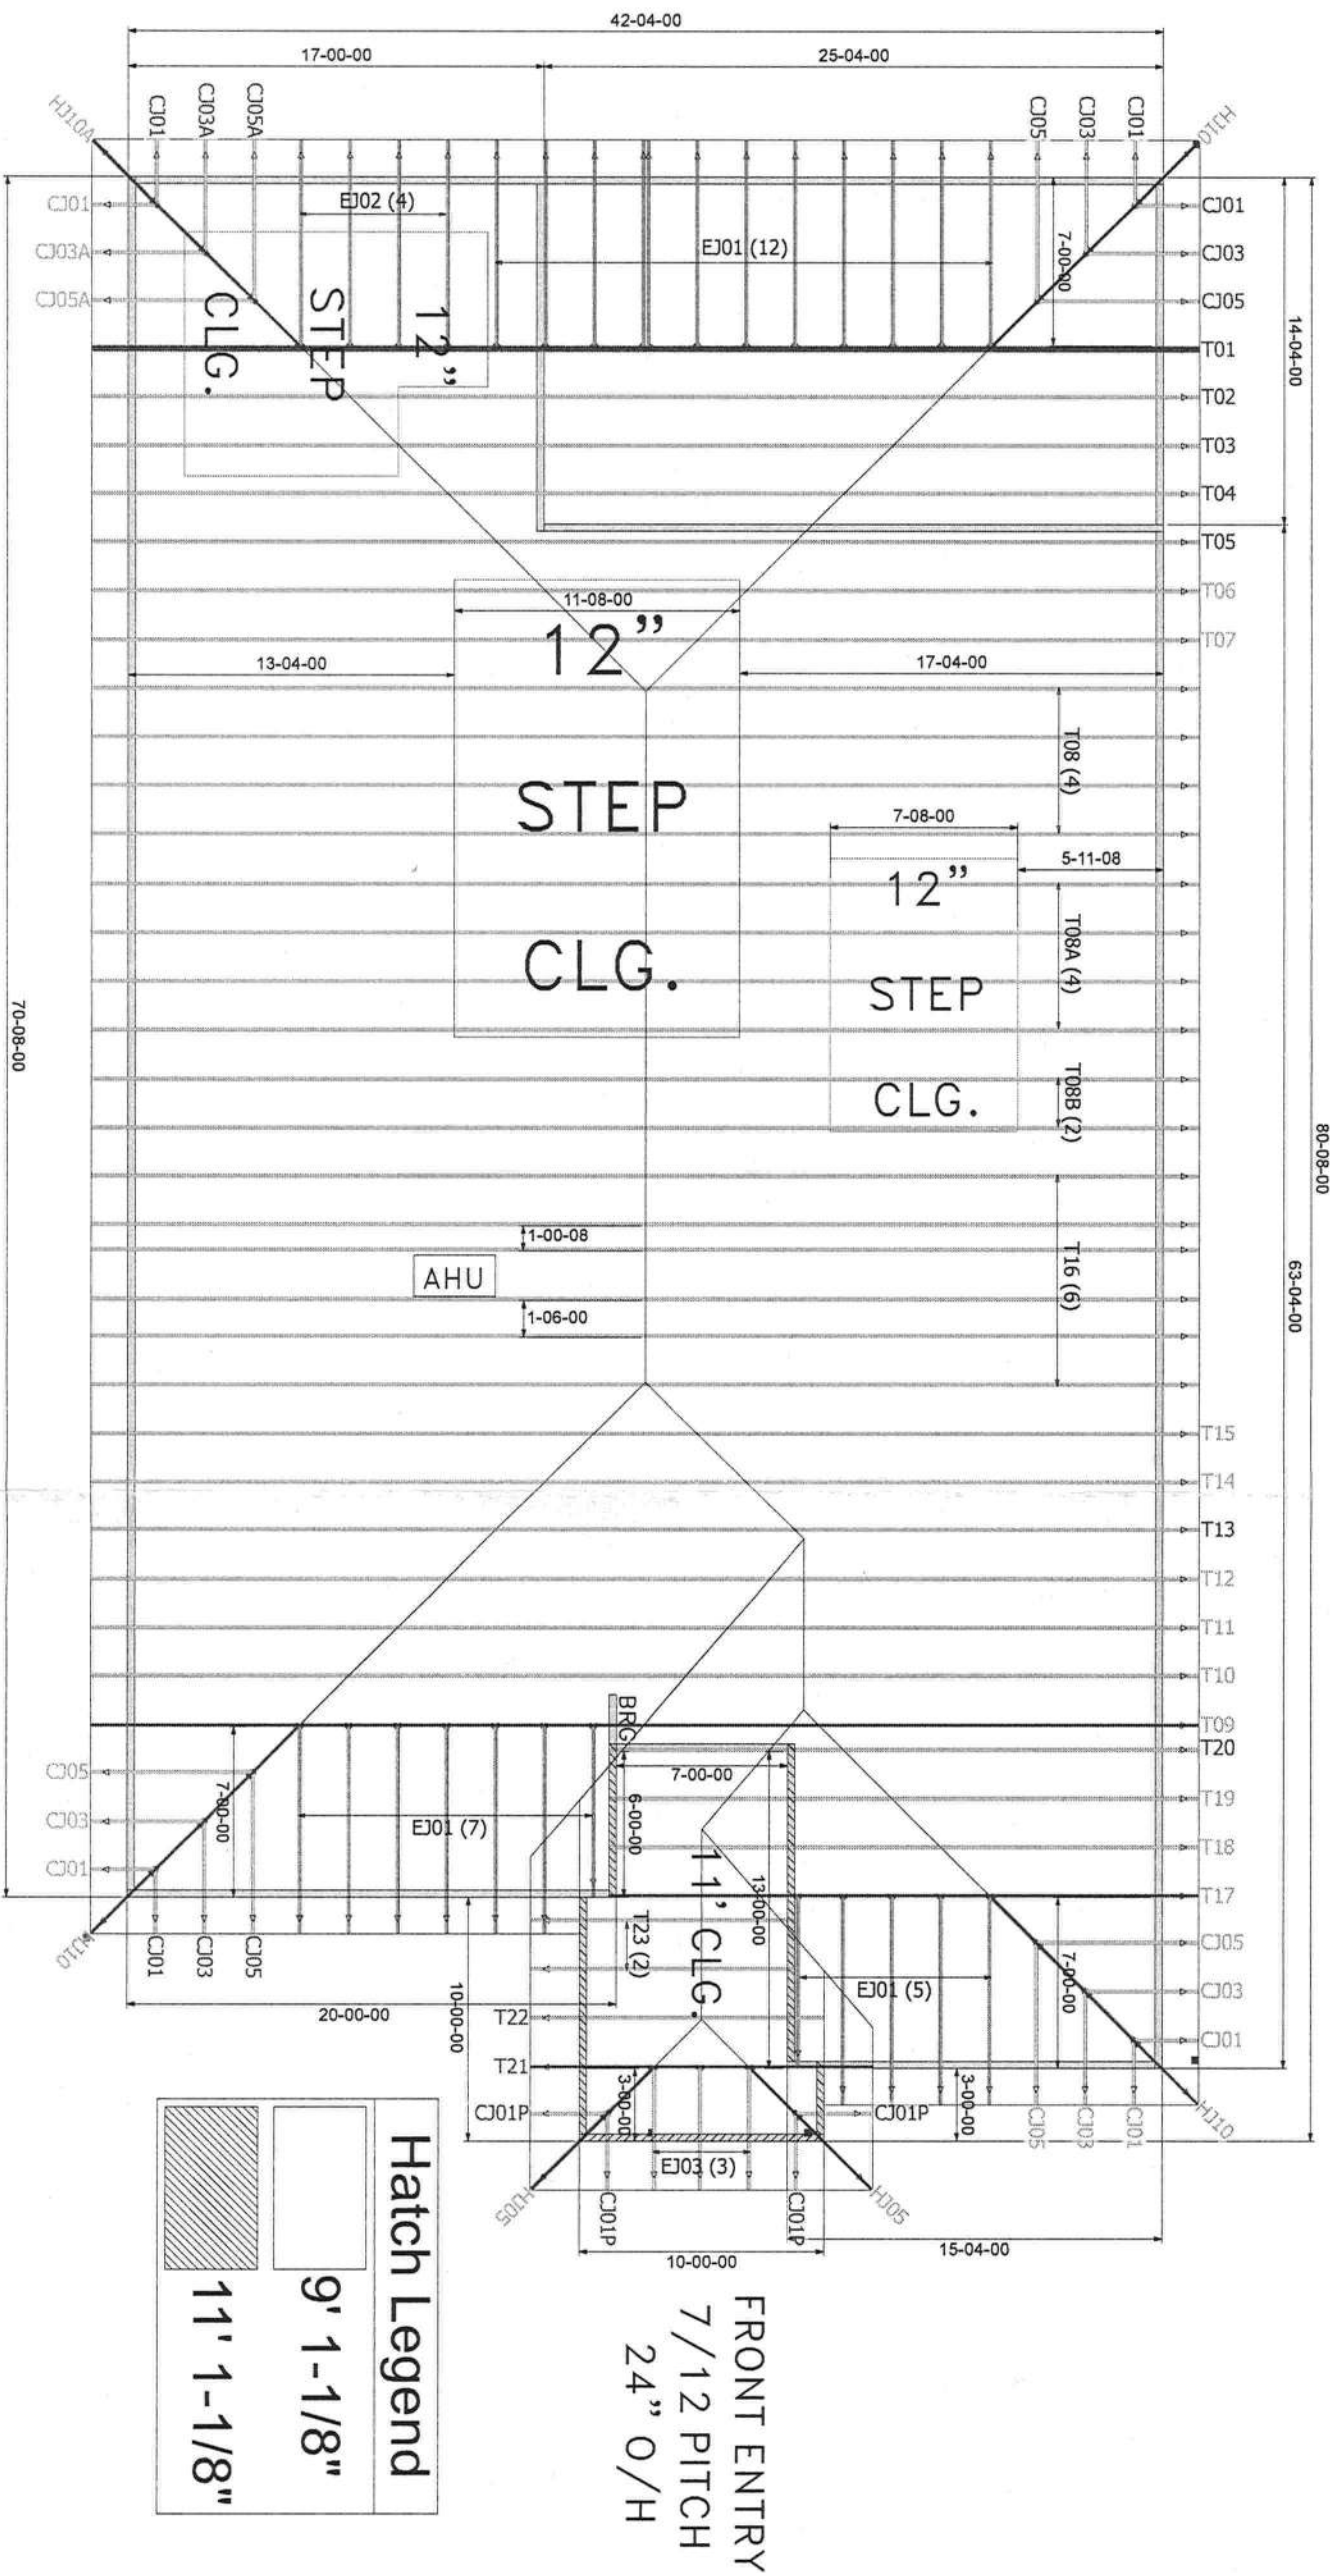 42-04-00
17-00-00
25-04-00
HJ10A
CJ01
CJ03A
CJ05A
CJ05
CJ03
CJ01
HJ10
CJ01
CJ03A
CJ05A
EJ02 (4)
EJ01 (12)
7-00-00
CJ01
CJ03
CJ05
14-04-00
12"
STEP
CLG.
T01
T02
T03
T04
T05
T06
T07
11-08-00
12"
STEP
CLG.
13-04-00
17-04-00
T08 (4)
7-08-00
5-11-08
12"
STEP
CLG.
T08A (4)
T08B (2)
70-08-00
80-08-00
63-04-00
1-00-08
AHU
1-06-00
T16 (6)
T15
T14
T13
T12
T11
T10
T09
T20
T19
T18
T17
BRG
7-00-00
6-00-00
13-00-00
11' CLG.
CJ05
CJ03
CJ01
7-00-00
EJ01 (7)
HJ10
CJ01
CJ03
CJ05
20-00-00
10-00-00
T23 (2)
T22
T21
CJ01P
3-00-00
EJ03 (3)
CJ01P
HJ05
CJ01P
CJ01P
HJ05
10-00-00
EJ01 (5)
7-00-00
CJ05
CJ03
CJ01
HJ10
CJ05
CJ03
CJ01
3-00-00
15-04-00
FRONT ENTRY
7/12 PITCH
24" O/H
Hatch Legend
9' 1-1/8"
11' 1-1/8"